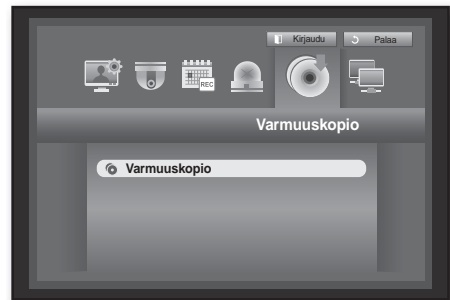 Kirjaudu
Palaa
REC
Varmuuskopio
Varmuuskopio